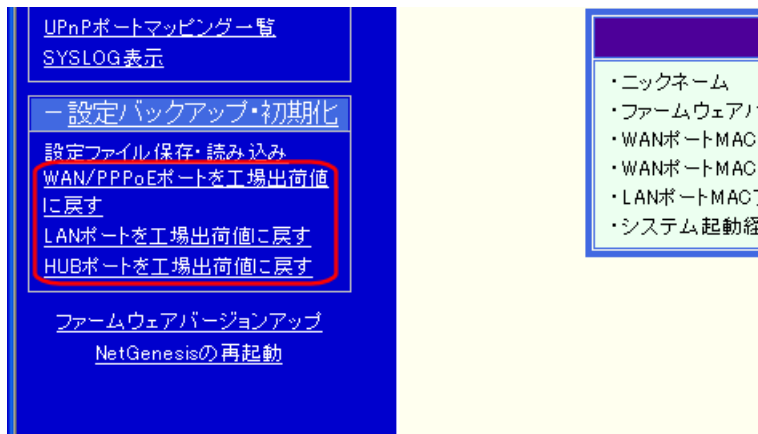 UPnPポートマッピング一覧
SYSLOG表示
－設定バックアップ・初期化
設定ファイル保存・読み込み
WAN/PPPoEポートを工場出荷値
に戻す
LANポートを工場出荷値に戻す
HUBポートを工場出荷値に戻す
ファームウェアバージョンアップ
NetGenesisの再起動
・ニックネーム
・ファームウェアバ
・WANポートMAC
・WANポートMAC
・LANポートMACア
・システム起動経